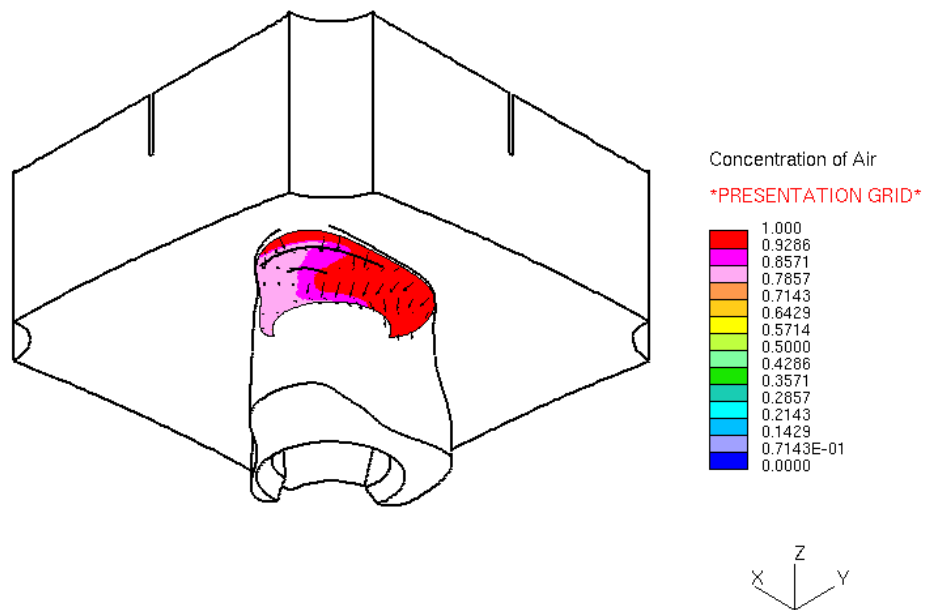 Concentration of Air
*PRESENTATION GRID*
1.000
0.9286
0.8571
0.7857
0.7143
0.6429
0.5714
0.5000
0.4286
0.3571
0.2857
0.2143
0.1429
0.7143E-01
0.0000
Z
X Y